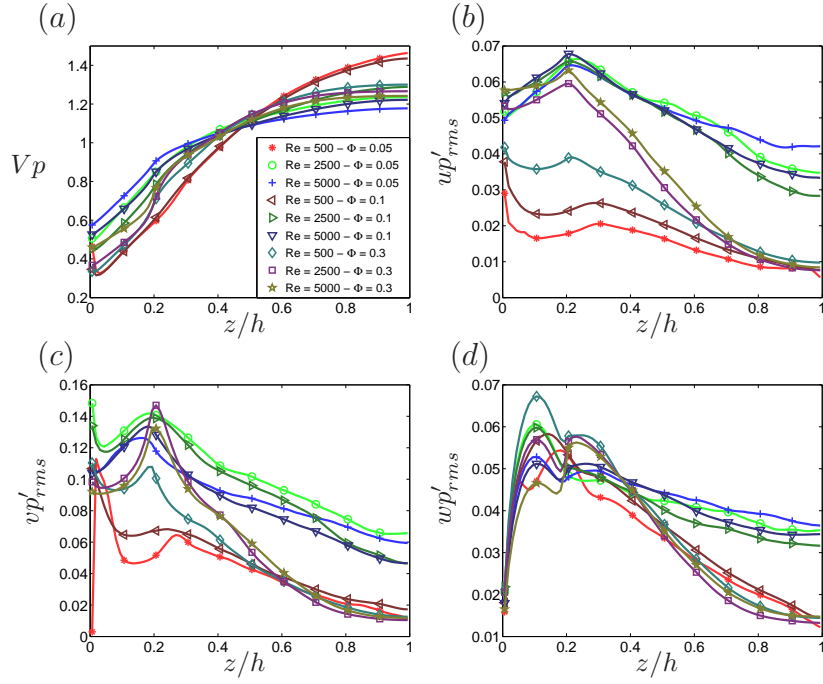 (a)
(b)
Vp
1.4
1.2
1
0.8
0.6
0.4
0.2
0 0.2 0.4 0.6 0.8 1
z/h
Re = 500 – Φ = 0.05
Re = 2500 – Φ = 0.05
Re = 5000 – Φ = 0.05
Re = 500 – Φ = 0.1
Re = 2500 – Φ = 0.1
Re = 5000 – Φ = 0.1
Re = 500 – Φ = 0.3
Re = 2500 – Φ = 0.3
Re = 5000 – Φ = 0.3
up′rms
0.07
0.06
0.05
0.04
0.03
0.02
0.01
0
0 0.2 0.4 0.6 0.8 1
z/h
(c)
(d)
vp′rms
0.16
0.14
0.12
0.1
0.08
0.06
0.04
0.02
0
0 0.2 0.4 0.6 0.8 1
z/h
wp′rms
0.07
0.06
0.05
0.04
0.03
0.02
0.01
0 0.2 0.4 0.6 0.8 1
z/h